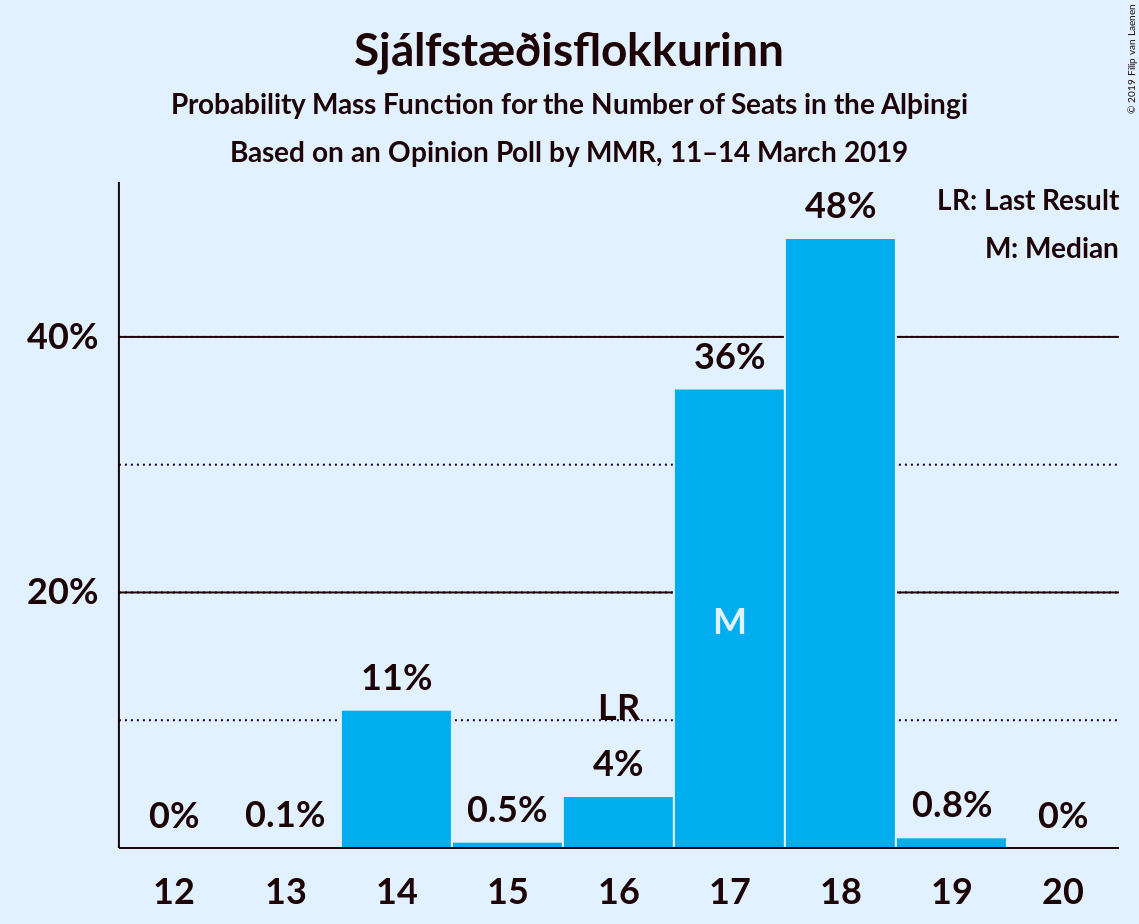 Sjálfstæðisflokkurinn
Probability Mass Function for the Number of Seats in the Alþingi
Based on an Opinion Poll by MMR, 11–14 March 2019
© 2019 Filip van Laenen
LR: Last Result
M: Median
48%
40%
36%
20%
M
11%
LR
4%
0%
0.1%
0.5%
0.8%
0%
12 13 14 15 16 17 18 19 20